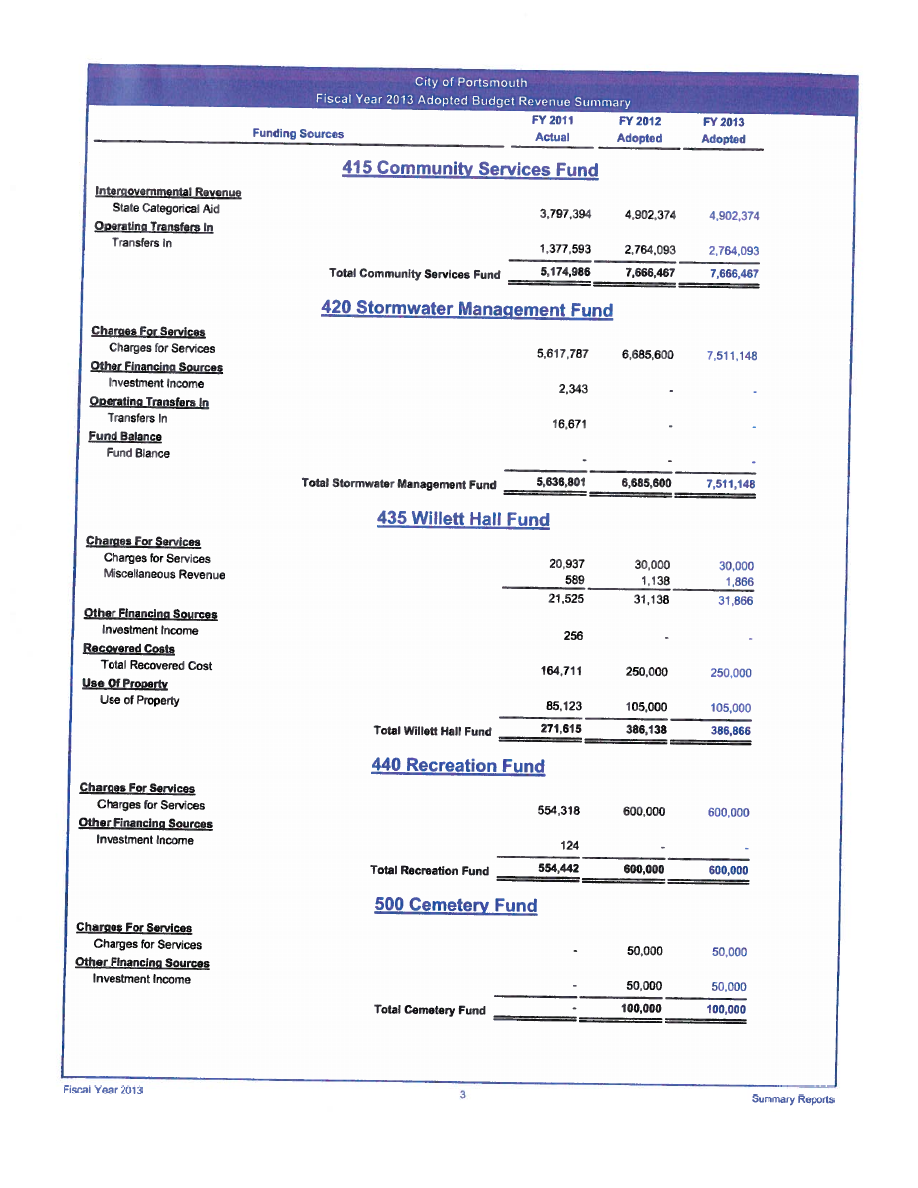 City of Portsmouth
Fiscal Year 2013 Adopted Budget Revenue Summary
Funding Sources FY 2011 Actual FY 2012 Adopted FY 2013 Adopted
415 Community Services Fund
Intergovernmental Revenue
State Categorical Aid 3,797,394 4,902,374 4,902,374
Operating Transfers In
Transfers In 1,377,593 2,764,093 2,764,093
Total Community Services Fund 5,174,986 7,666,467 7,666,467
420 Stormwater Management Fund
Charges For Services
Charges for Services 5,617,787 6,685,600 7,511,148
Other Financing Sources
Investment Income 2,343 - -
Operating Transfers In
Transfers In 16,671 - -
Fund Balance
Fund Blance - - -
Total Stormwater Management Fund 5,636,801 6,685,600 7,511,148
435 Willett Hall Fund
Charges For Services
Charges for Services 20,937 30,000 30,000
Miscellaneous Revenue 589 1,138 1,866
21,525 31,138 31,866
Other Financing Sources
Investment Income 256 - -
Recovered Costs
Total Recovered Cost 164,711 250,000 250,000
Use Of Property
Use of Property 85,123 105,000 105,000
Total Willett Hall Fund 271,615 386,138 386,866
440 Recreation Fund
Charges For Services
Charges for Services 554,318 600,000 600,000
Other Financing Sources
Investment Income 124 - -
Total Recreation Fund 554,442 600,000 600,000
500 Cemetery Fund
Charges For Services
Charges for Services - 50,000 50,000
Other Financing Sources
Investment Income - 50,000 50,000
Total Cemetery Fund - 100,000 100,000
Fiscal Year 2013 3 Summary Reports